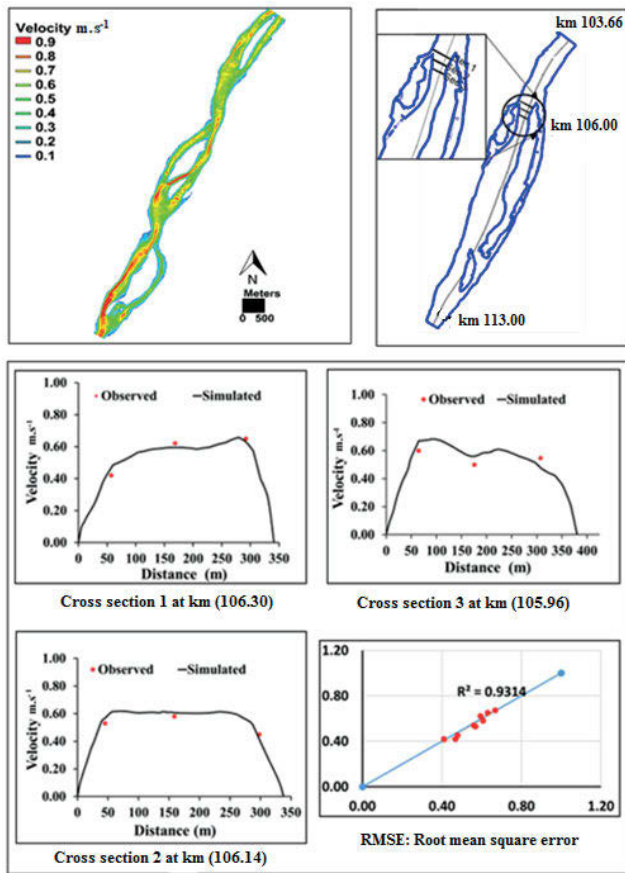 Velocity m.s-1
0.9
0.8
0.7
0.6
0.5
0.4
0.3
0.2
0.1
N
Meters
0 500
km 103.66
km 106.00
km 113.00
Observed Simulated
1.00
0.80
0.60
0.40
0.20
0.00
Velocity m.s-1
0 50 100 150 200 250 300 350
Distance (m)
Cross section 1 at km (106.30)
Observed Simulated
1.00
0.80
0.60
0.40
0.20
0.00
Velocity m.s-1
0 100 200 300 400
Distance (m)
Cross section 3 at km (105.96)
Observed Simulated
1.00
0.80
0.60
0.40
0.20
0.00
Velocity m.s-1
0 50 100 150 200 250 300 350
Distance (m)
Cross section 2 at km (106.14)
1.20
0.80
0.40
0.00
R² = 0.9314
0.00 0.40 0.80 1.20
RMSE: Root mean square error